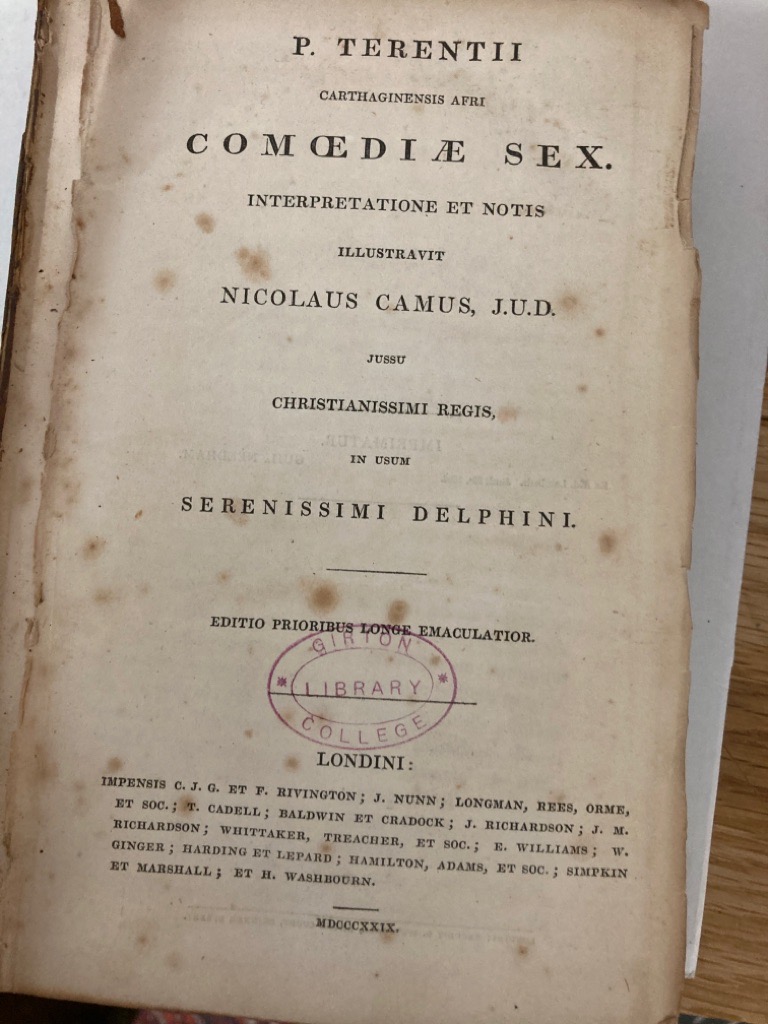 P. TERENTII
CARTHAGINENSIS AFRI
COMŒDIÆ SEX.
INTERPRETATIONE ET NOTIS
ILLUSTRAVIT
NICOLAUS CAMUS, J.U.D.
JUSSU
CHRISTIANISSIMI REGIS,
IN USUM
SERENISSIMI DELPHINI.
EDITIO PRIORIBUS LONGE EMACULATIOR.
GIRTON
LIBRARY
COLLEGE
LONDINI:
IMPENSIS C. J. G. ET F. RIVINGTON; J. NUNN; LONGMAN, REES, ORME,
ET SOC.; T. CADELL; BALDWIN ET CRADOCK; J. RICHARDSON; J. M.
RICHARDSON; WHITTAKER, TREACHER, ET SOC.; E. WILLIAMS; W.
GINGER; HARDING ET LEPARD; HAMILTON, ADAMS, ET SOC.; SIMPKIN
ET MARSHALL; ET H. WASHBOURN.
MDCCCXXIX.